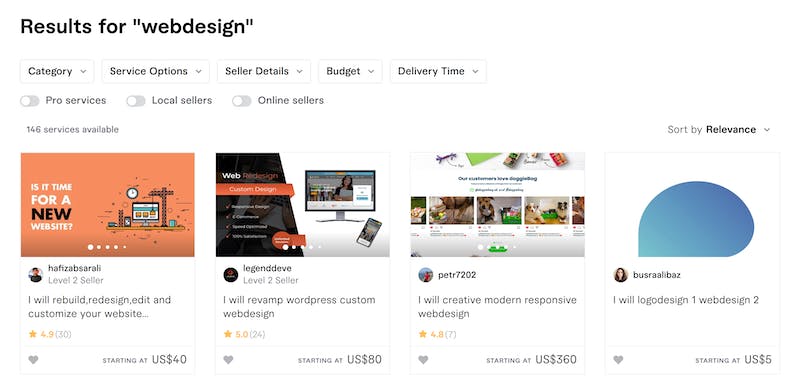 Results for "webdesign"
Category Service Options Seller Details Budget Delivery Time
Pro services Local sellers Online sellers
146 services available Sort by Relevance
IS IT TIME
FOR A
NEW
WEBSITE?
hafizabsarali
Level 2 Seller
I will rebuild,redesign,edit and
customize your website...
4.9(30)
STARTING AT US$40
Web Redesign
Custom Design
Responsive Design
E-Commerce
Speed Optimized
100% Satisfaction
legenddeve
Level 2 Seller
I will revamp wordpress custom
webdesign
5.0(24)
STARTING AT US$80
Our customers love doggieBag
petr7202
I will creative modern responsive
webdesign
4.8(7)
STARTING AT US$360
busraalibaz
I will logodesign 1 webdesign 2
STARTING AT US$5